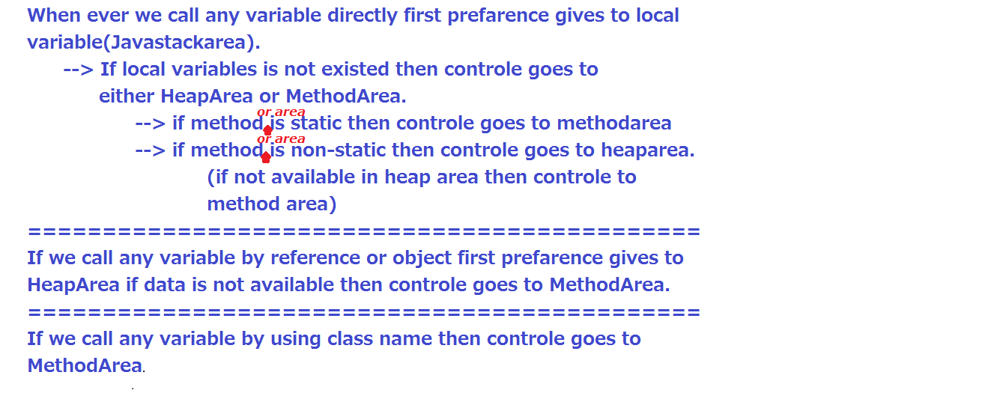 When ever we call any variable directly first prefarence gives to local
variable(Javastackarea).
--> If local variables is not existed then controle goes to
either HeapArea or MethodArea.
or area
--> if method is static then controle goes to methodarea
or area
--> if method is non-static then controle goes to heaparea.
(if not available in heap area then controle to
method area)
=============================================
If we call any variable by reference or object first prefarence gives to
HeapArea if data is not available then controle goes to MethodArea.
=============================================
If we call any variable by using class name then controle goes to
MethodArea.